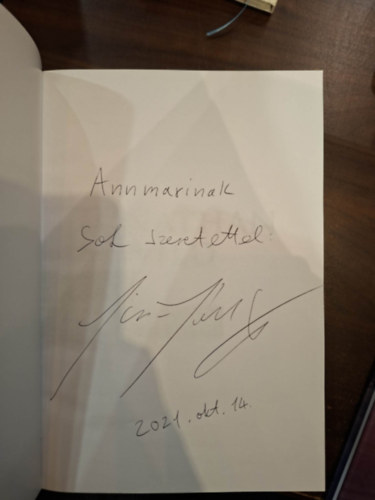 Annmarinak
Sok szeretettel:
2021. okt. 14.